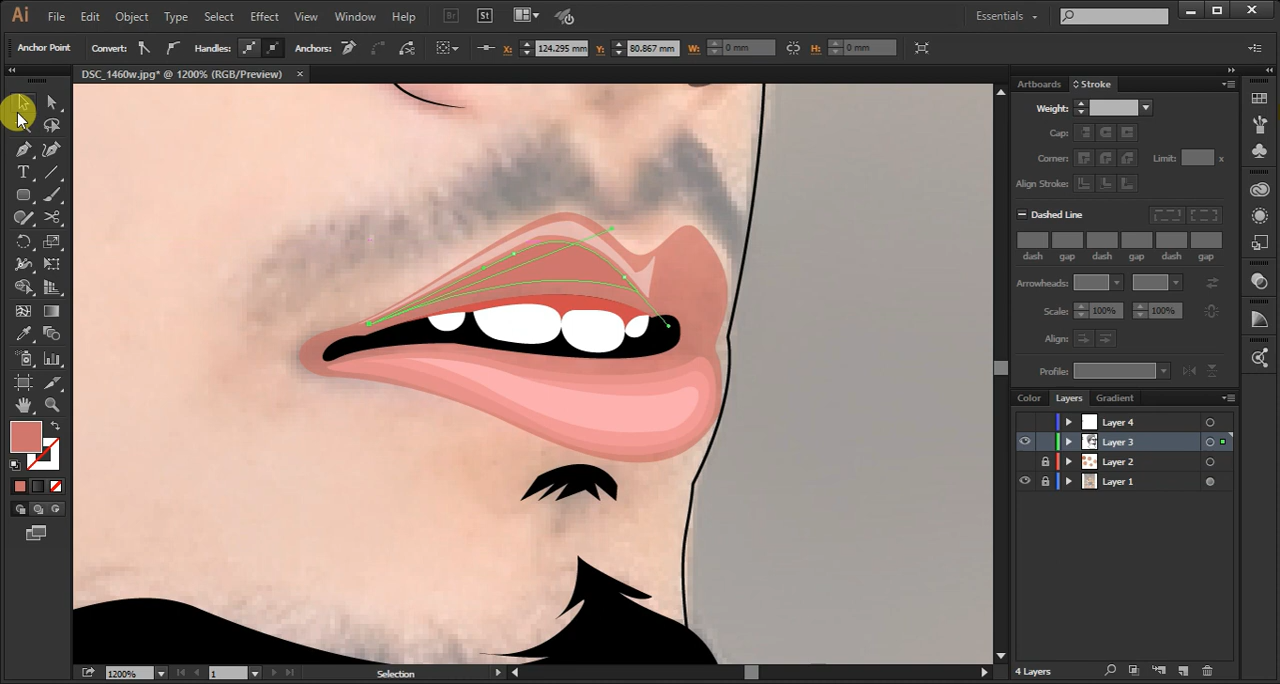 Ai File Edit Object Type Select Effect View Window Help Br St Essentials
Anchor Point Convert: Handles: Anchors: X: 124.295 mm Y: 80.867 mm W: 0 mm H: 0 mm
DSC_1460w.jpg* @ 1200% (RGB/Preview) ×
Artboards Stroke
Weight:
Cap:
Corner: Limit: x
Align Stroke:
Dashed Line
dash gap dash gap dash gap
Arrowheads:
Scale: 100% 100%
Align:
Profile:
Color Layers Gradient
Layer 4
Layer 3
Layer 2
Layer 1
1200% 1 Selection 4 Layers